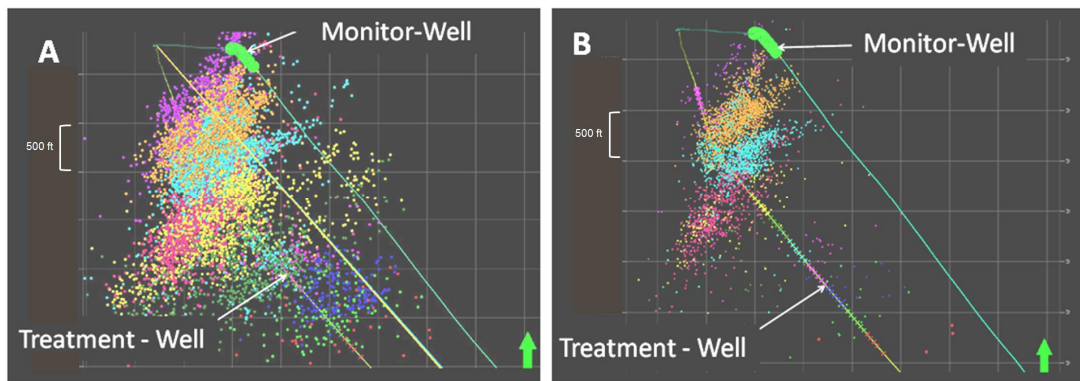 A
Monitor-Well
500 ft
Treatment - Well
B
Monitor-Well
500 ft
Treatment - Well